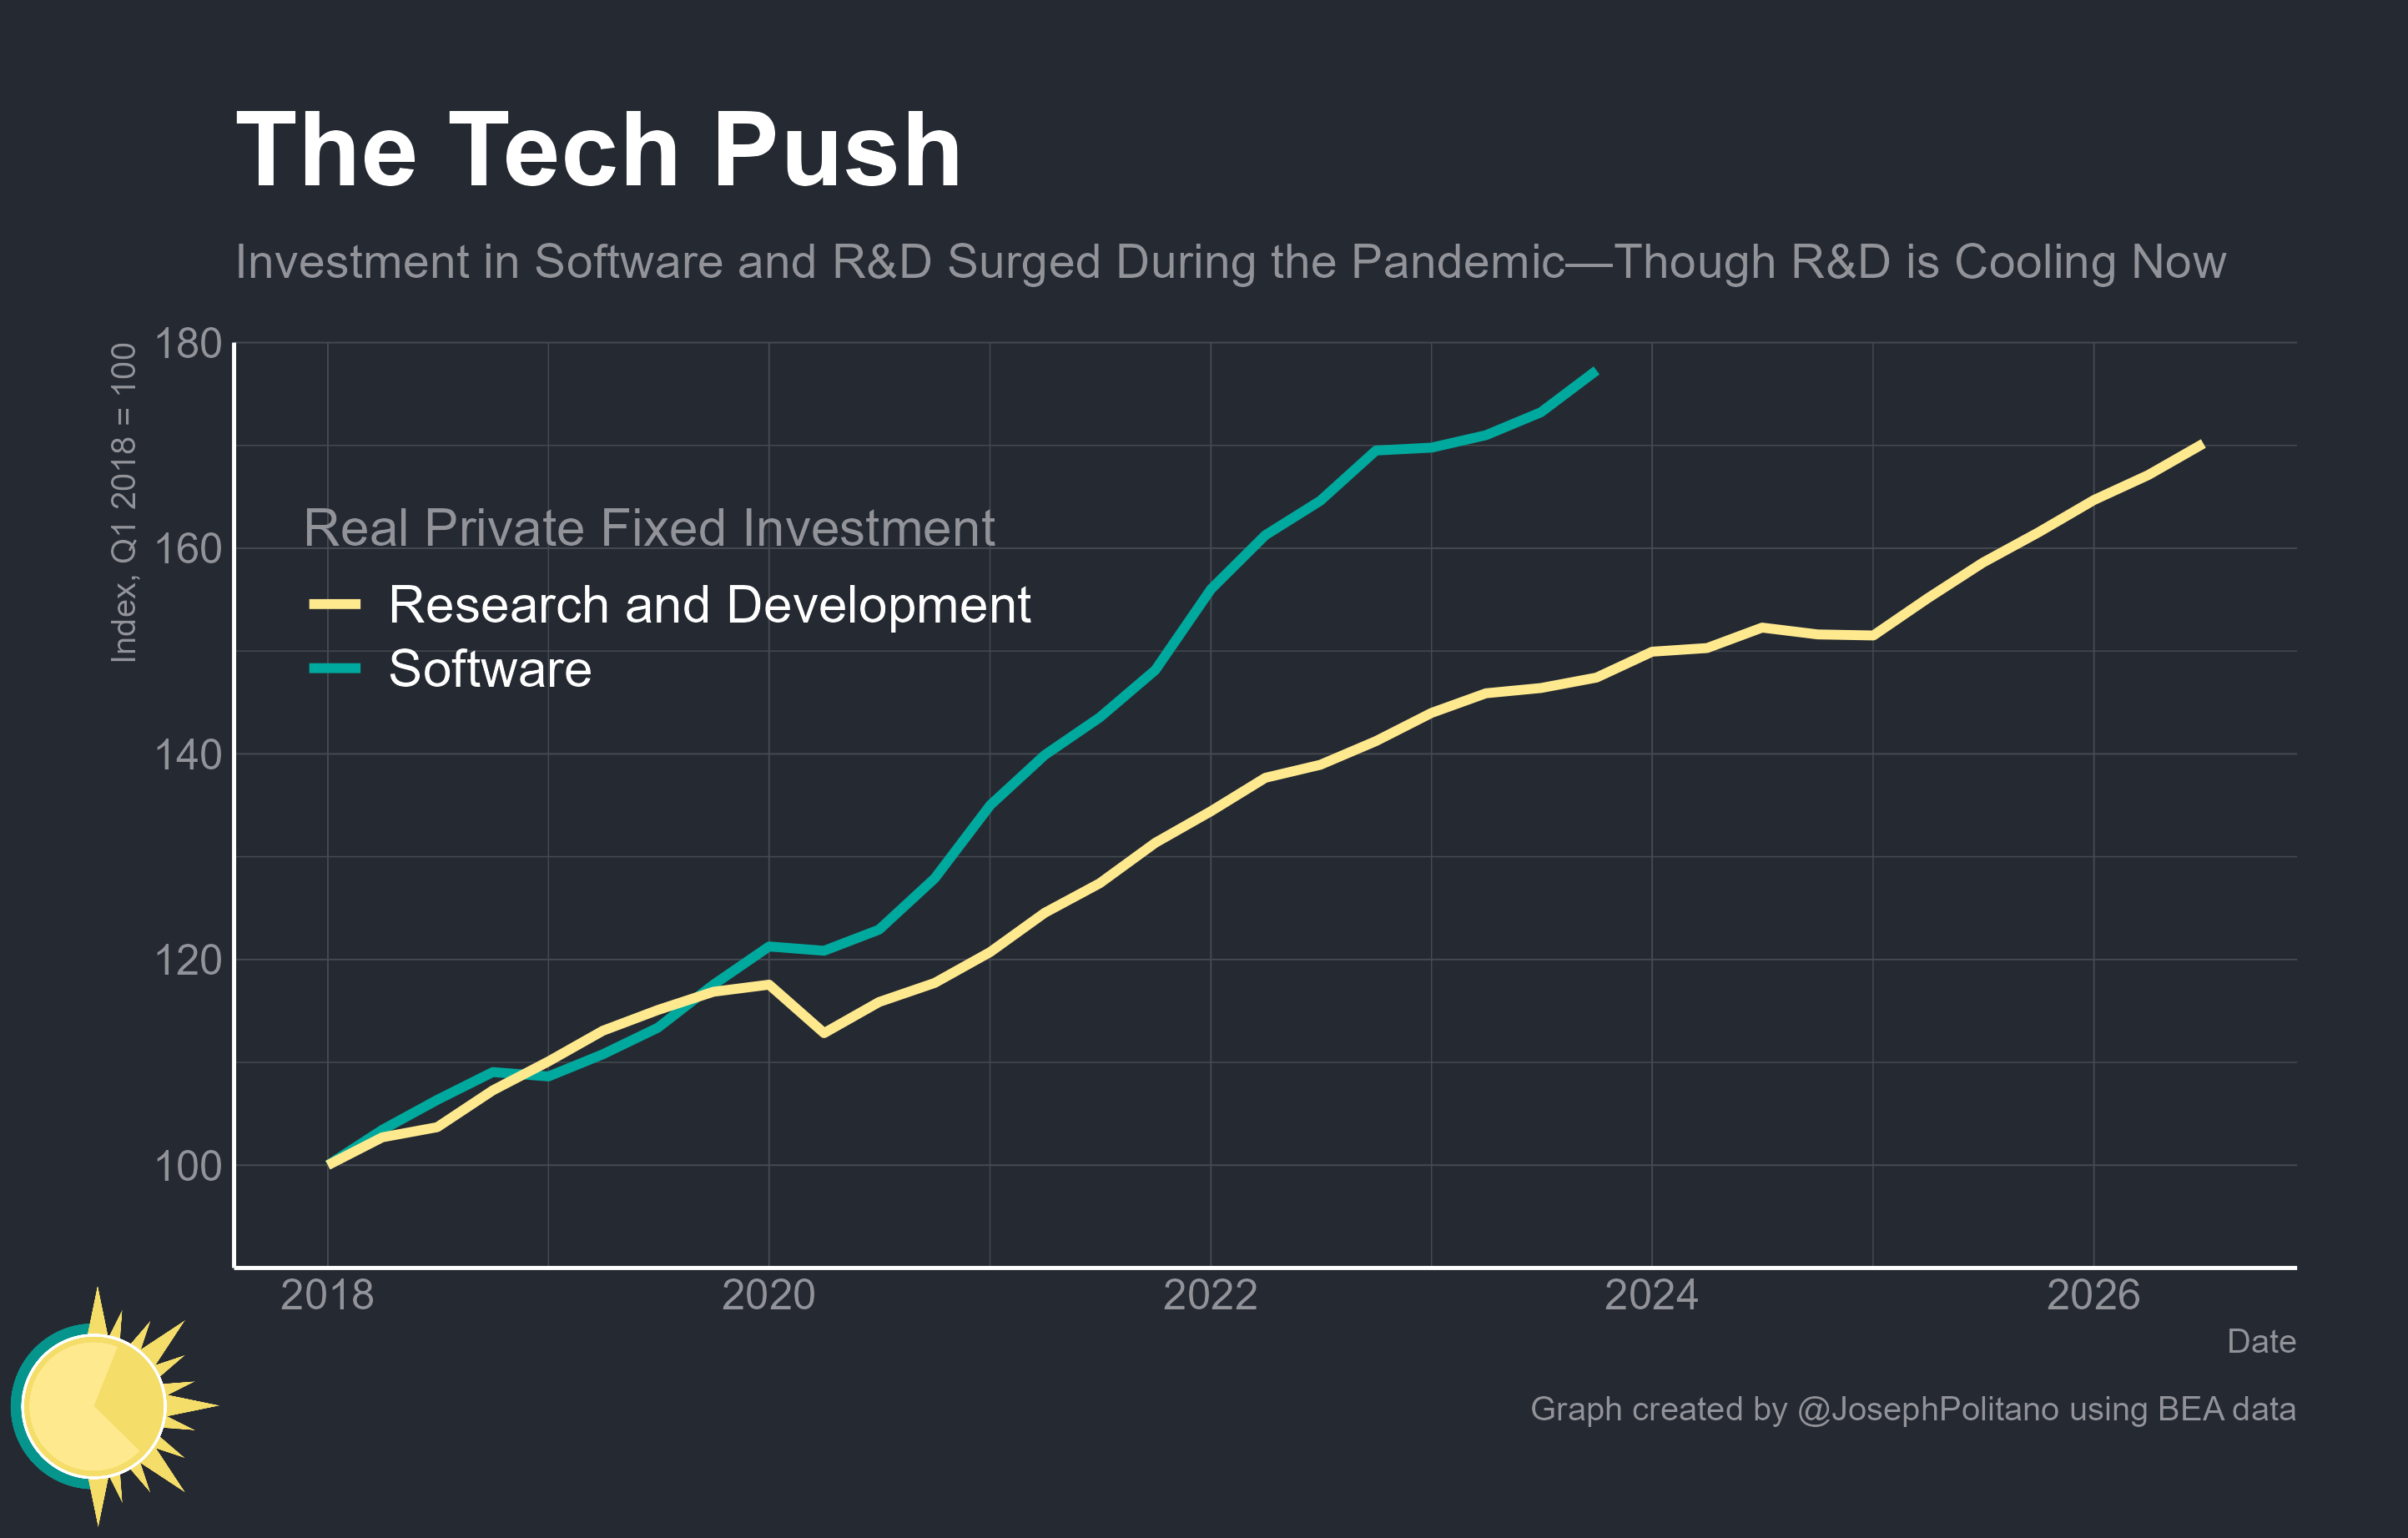 The Tech Push
Investment in Software and R&D Surged During the Pandemic—Though R&D is Cooling Now
Index, Q1 2018 = 100
180
160
140
120
100
Real Private Fixed Investment
Research and Development
Software
2018 2020 2022 2024 2026
Date
Graph created by @JosephPolitano using BEA data